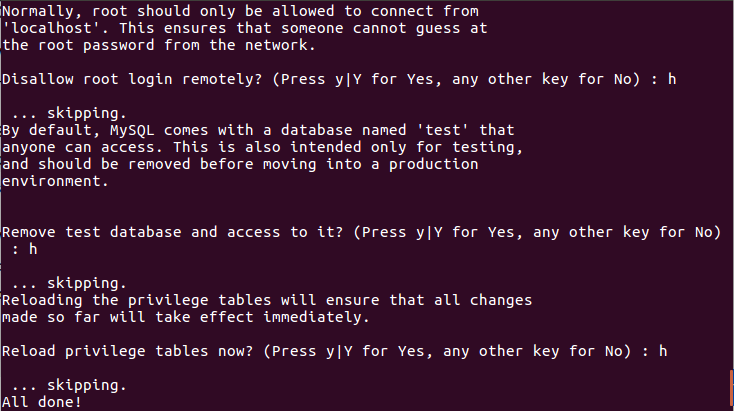 Normally, root should only be allowed to connect from
'localhost'. This ensures that someone cannot guess at
the root password from the network.
Disallow root login remotely? (Press y|Y for Yes, any other key for No) : h
... skipping.
By default, MySQL comes with a database named 'test' that
anyone can access. This is also intended only for testing,
and should be removed before moving into a production
environment.
Remove test database and access to it? (Press y|Y for Yes, any other key for No)
: h
... skipping.
Reloading the privilege tables will ensure that all changes
made so far will take effect immediately.
Reload privilege tables now? (Press y|Y for Yes, any other key for No) : h
... skipping.
All done!